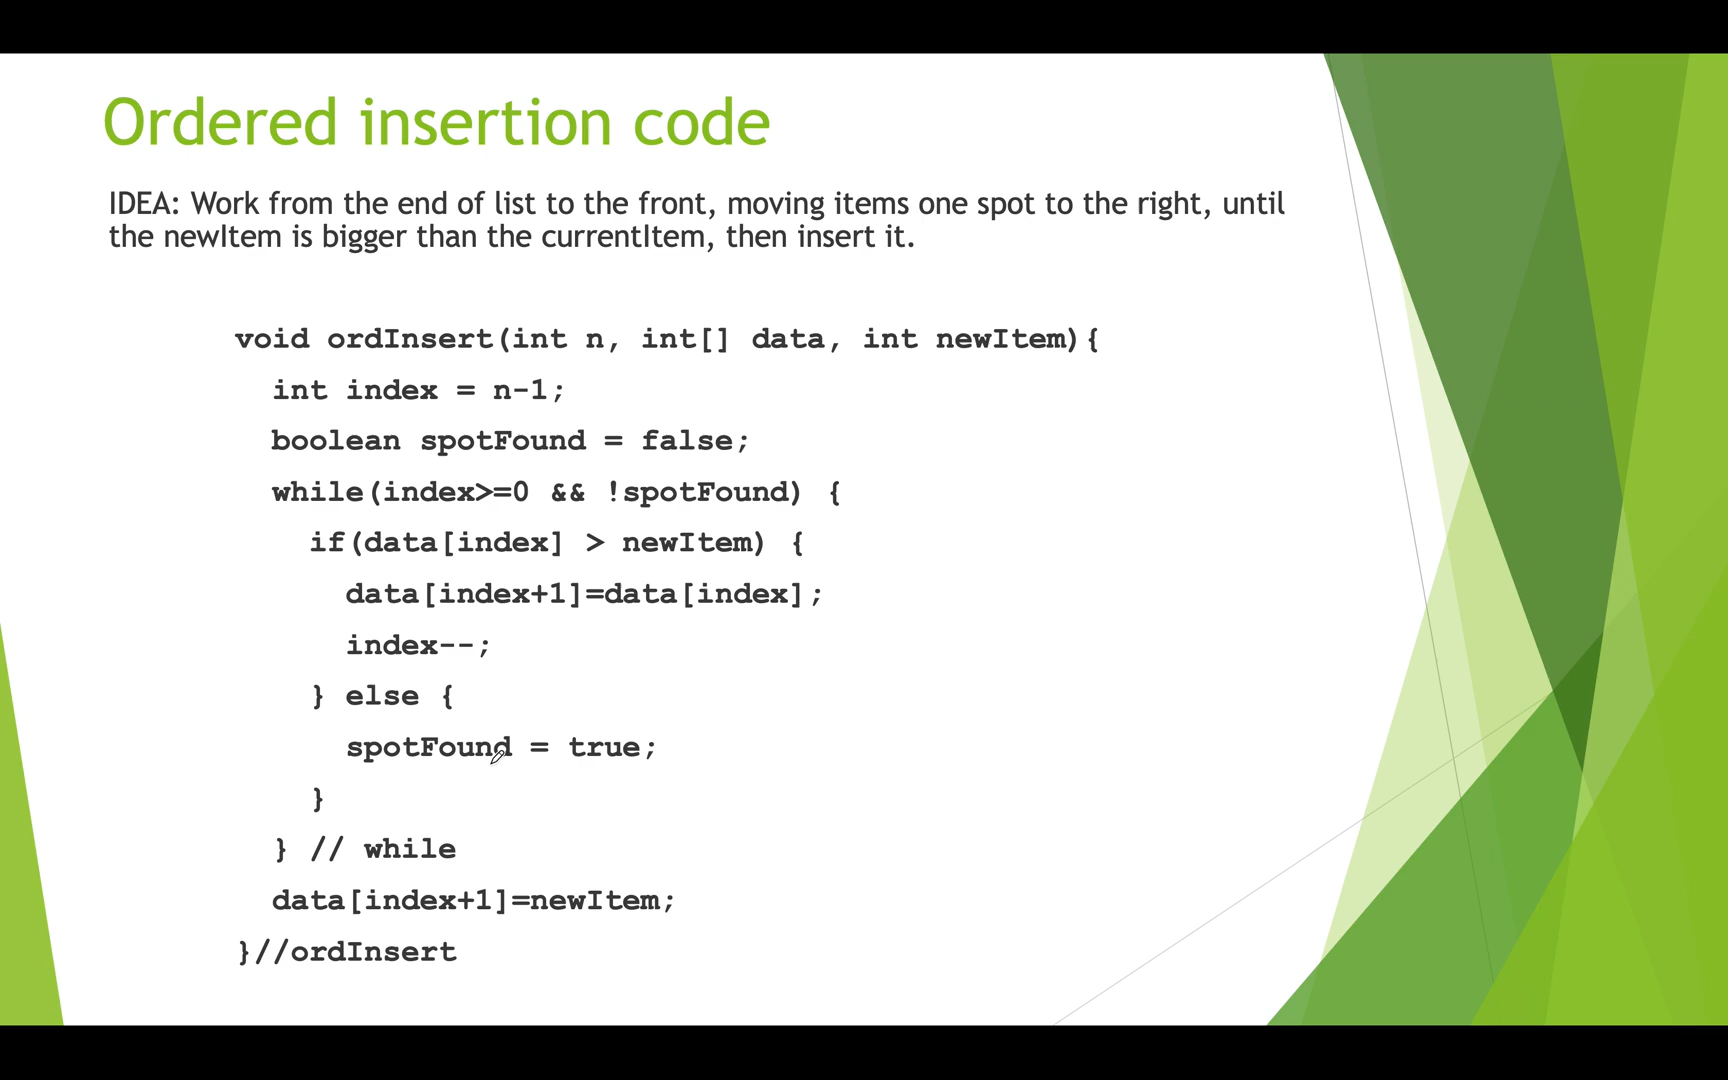 Ordered insertion code
IDEA: Work from the end of list to the front, moving items one spot to the right, until
the newItem is bigger than the currentItem, then insert it.
void ordInsert(int n, int[] data, int newItem){
int index = n-1;
boolean spotFound = false;
while(index>=0 && !spotFound) {
if(data[index] > newItem) {
data[index+1]=data[index];
index--;
} else {
spotFound = true;
}
} // while
data[index+1]=newItem;
}//ordInsert